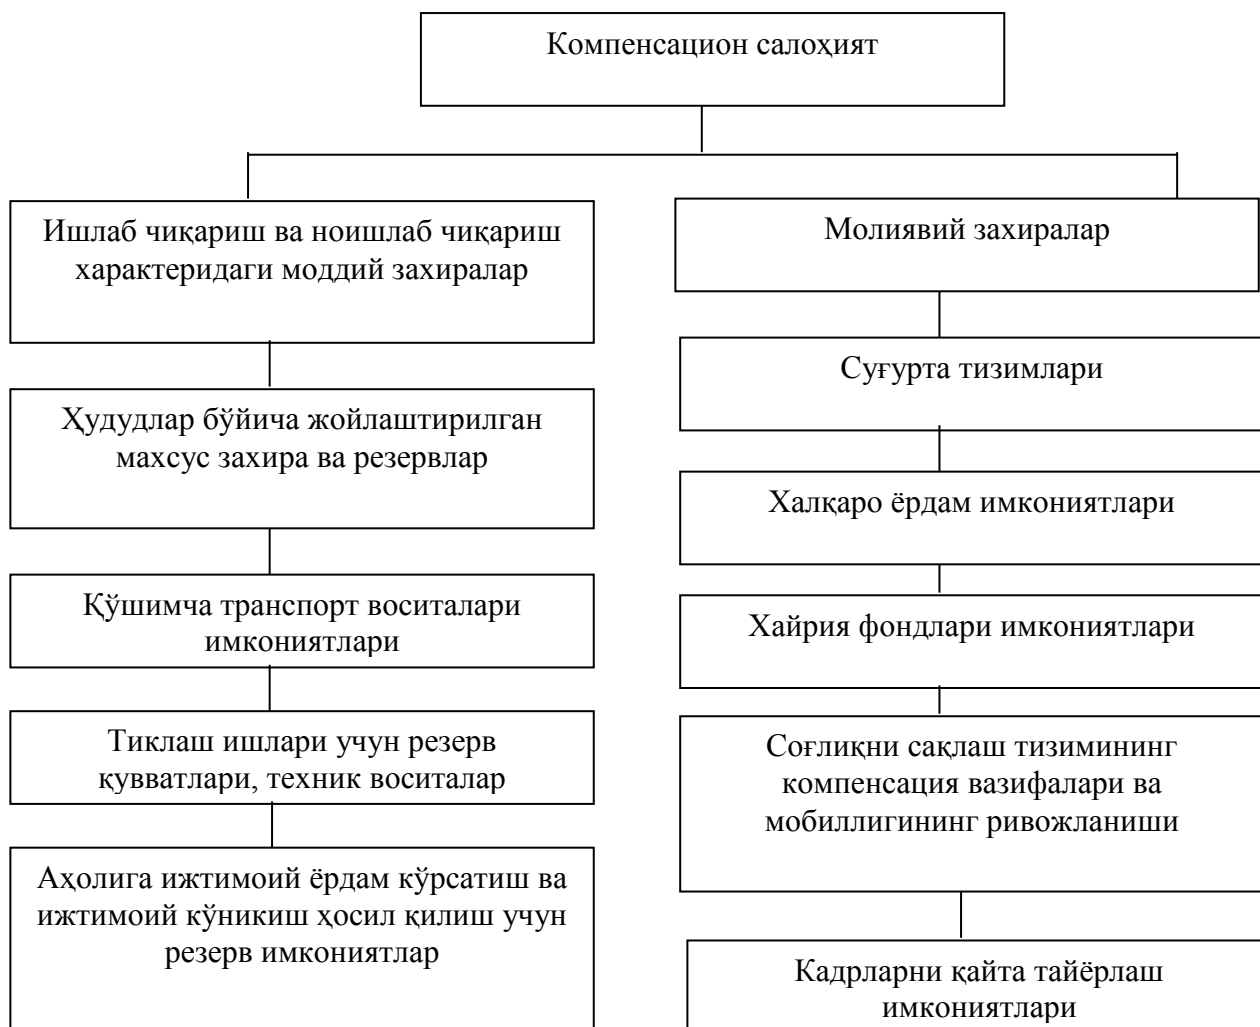 Компенсацион салоҳият
Ишлаб чиқариш ва ноишлаб чиқариш
характеридаги моддий захиралар
Ҳудудлар бўйича жойлаштирилган
махсус захира ва резервлар
Қўшимча транспорт воситалари
имкониятлари
Тиклаш ишлари учун резерв
қувватлари, техник воситалар
Аҳолига ижтимоий ёрдам кўрсатиш ва
ижтимоий кўникиш ҳосил қилиш учун
резерв имкониятлар
Молиявий захиралар
Суғурта тизимлари
Халқаро ёрдам имкониятлари
Хайрия фондлари имкониятлари
Соғлиқни сақлаш тизимининг
компенсация вазифалари ва
мобиллигининг ривожланиши
Кадрларни қайта тайёрлаш
имкониятлари